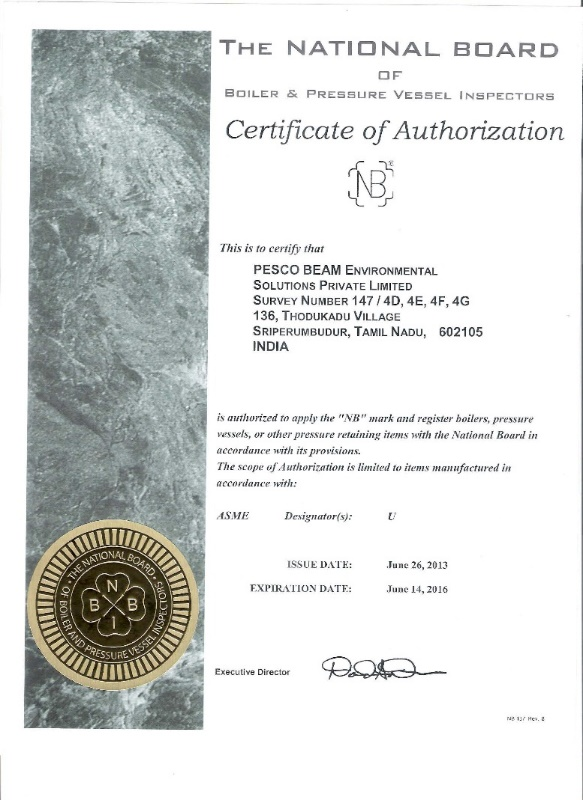 THE NATIONAL BOARD
OF
BOILER & PRESSURE VESSEL INSPECTORS
Certificate of Authorization
NB®
This is to certify that
PESCO BEAM ENVIRONMENTAL
SOLUTIONS PRIVATE LIMITED
SURVEY NUMBER 147 / 4D, 4E, 4F, 4G
136, THODUKADU VILLAGE
SRIPERUMBUDUR, TAMIL NADU, 602105
INDIA
is authorized to apply the "NB" mark and register boilers, pressure
vessels, or other pressure retaining items with the National Board in
accordance with its provisions.
The scope of Authorization is limited to items manufactured in
accordance with:
ASME Designator(s): U
ISSUE DATE: June 26, 2013
EXPIRATION DATE: June 14, 2016
THE NATIONAL BOARD
OF BOILER AND PRESSURE VESSEL INSPECTORS
N
B B
I
Executive Director